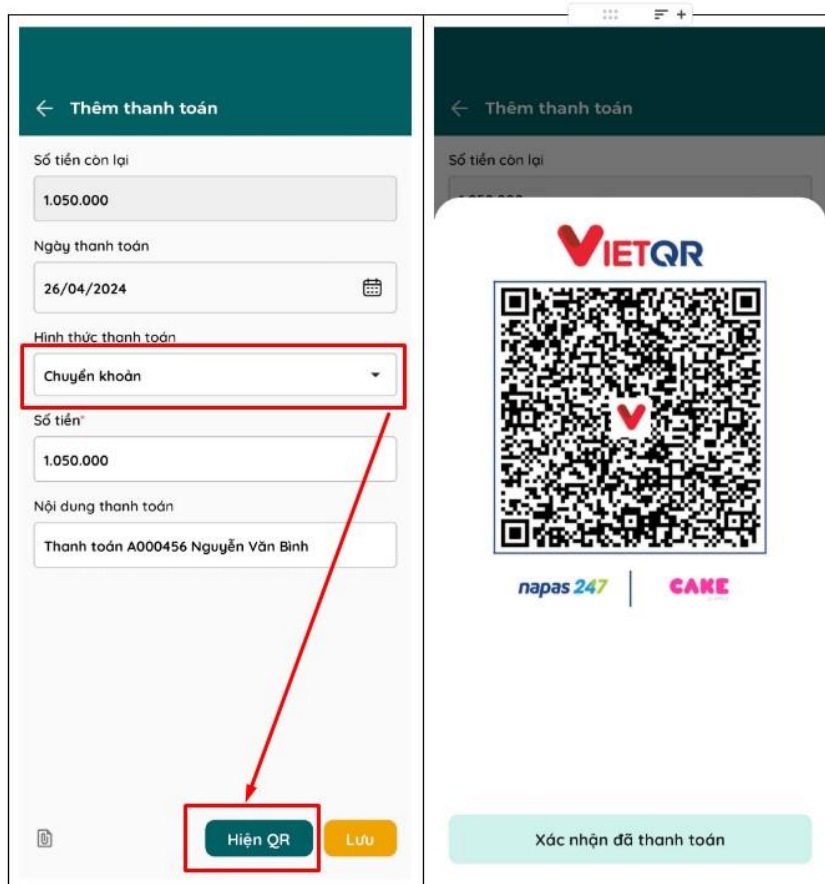 Thêm thanh toán
Số tiền còn lại
1.050.000
Ngày thanh toán
26/04/2024
Hình thức thanh toán
Chuyển khoản
Số tiền*
1.050.000
Nội dung thanh toán
Thanh toán A000456 Nguyễn Văn Bình
Hiện QR
Lưu
Thêm thanh toán
Số tiền còn lại
VIETQR
napas 247
CAKE
Xác nhận đã thanh toán